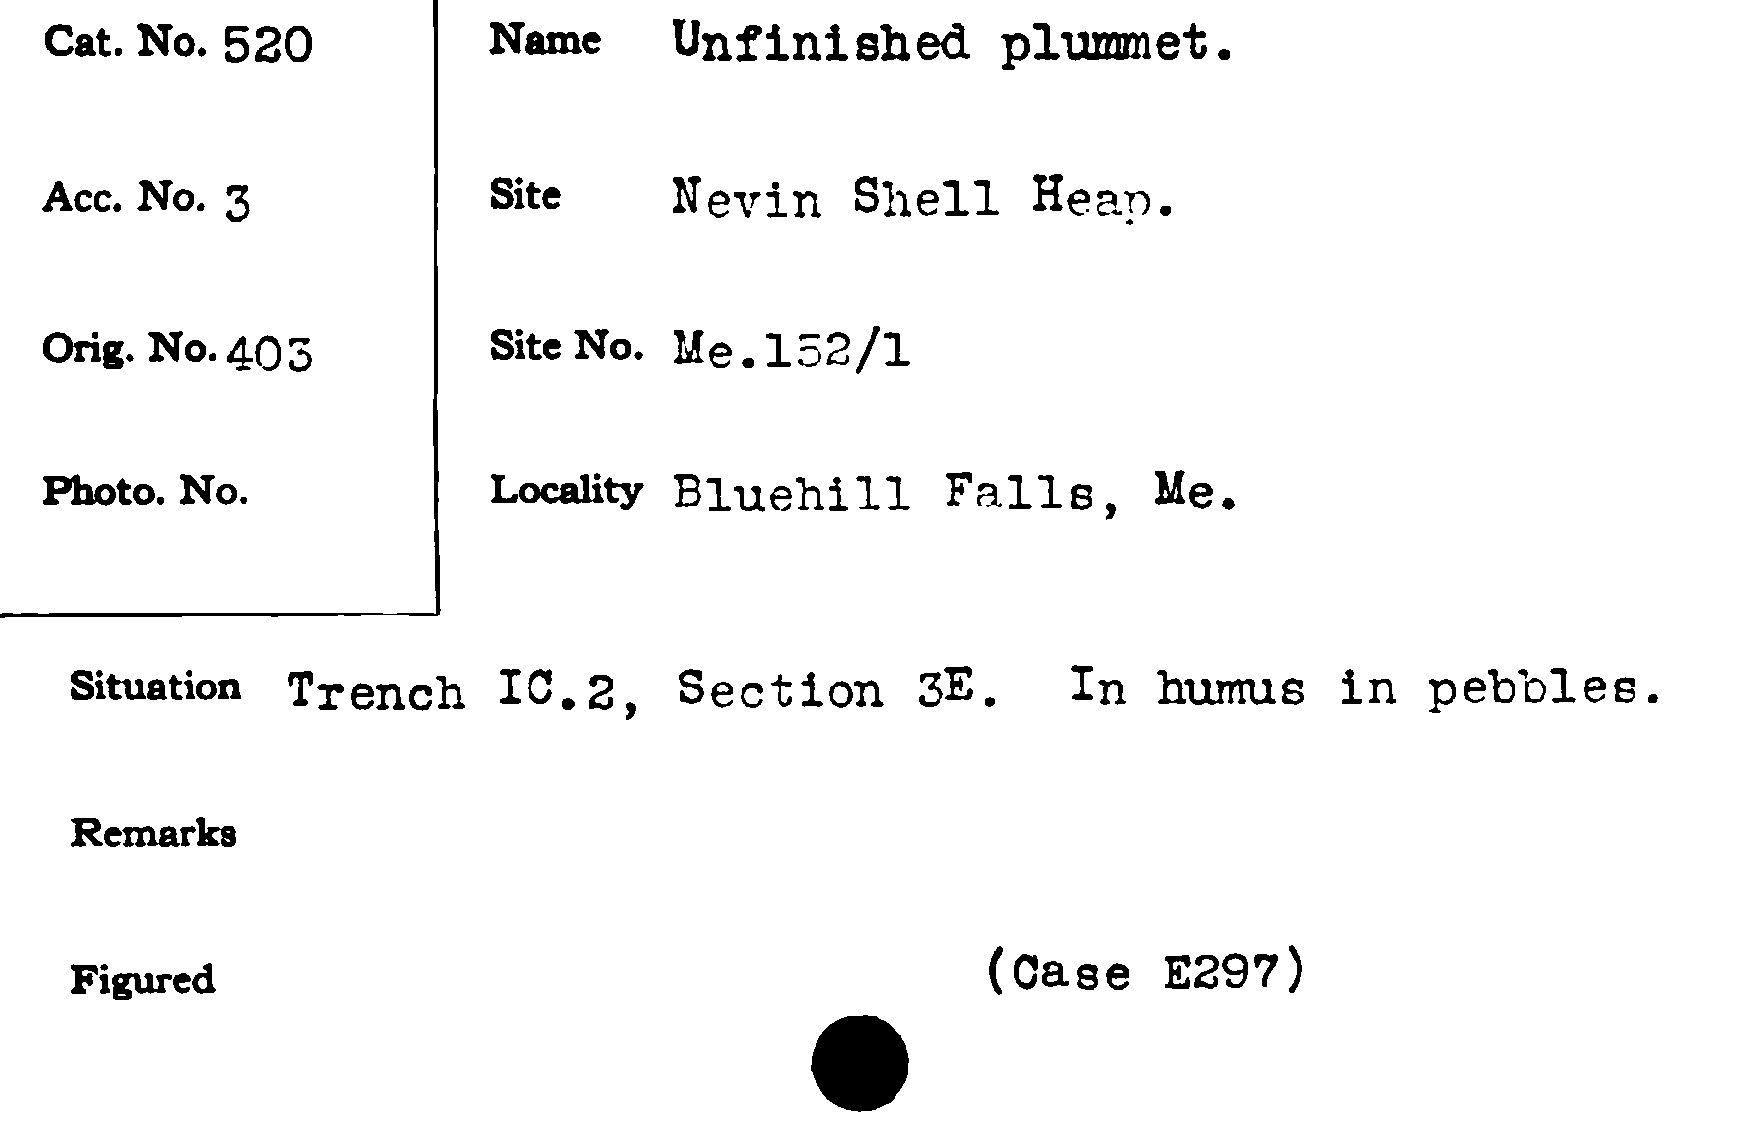 Cat. No. 520
Name Unfinished plummet.
Acc. No. 3
Site Nevin Shell Heap.
Orig. No. 403
Site No. Me.152/1
Photo. No.
Locality Bluehill Falls, Me.
Situation Trench IC.2, Section 3E. In humus in pebbles.
Remarks
Figured
(Case E297)